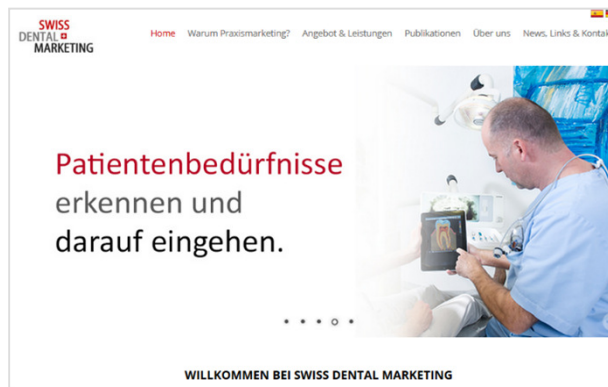 SWISS
DENTAL
MARKETING
Home Warum Praxismarketing? Angebot & Leistungen Publikationen Über uns News, Links & Kontak
Patientenbedürfnisse
erkennen und
darauf eingehen.
WILLKOMMEN BEI SWISS DENTAL MARKETING